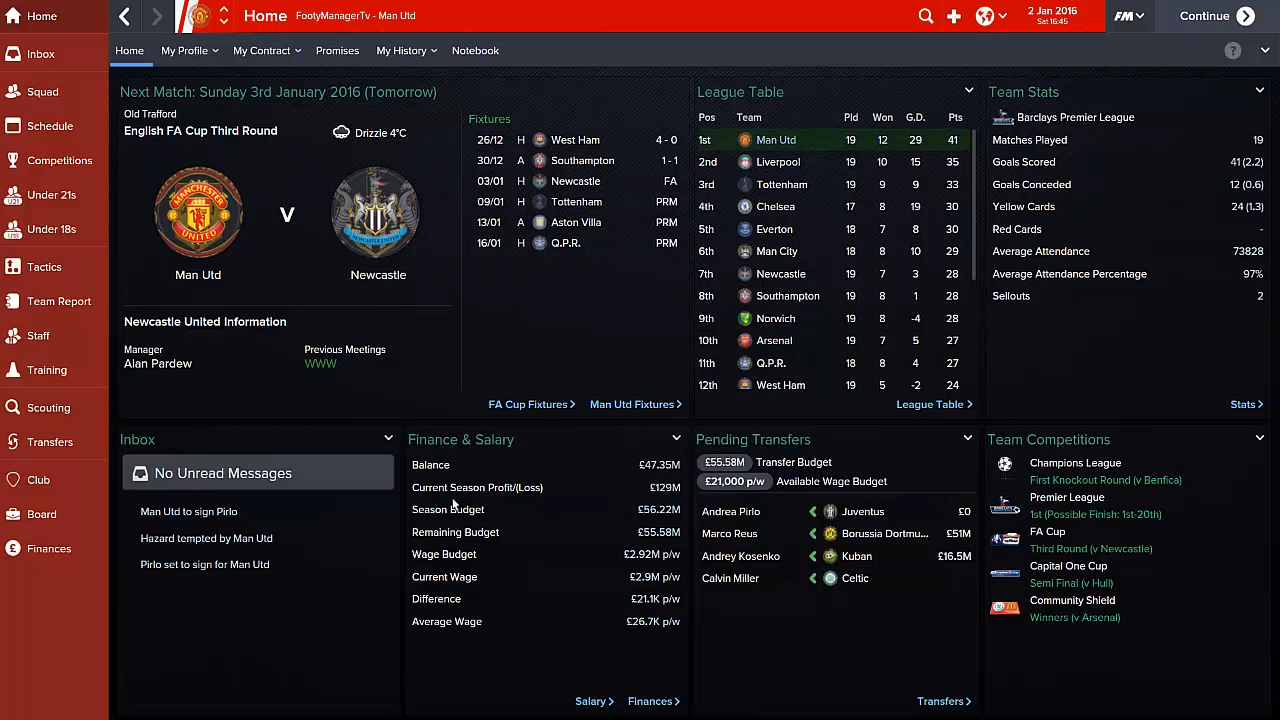 Home
Inbox
Squad
Schedule
Competitions
Under 21s
Under 18s
Tactics
Team Report
Staff
Training
Scouting
Transfers
Club
Board
Finances
Home FootyManagerTv - Man Utd
2 Jan 2016
Sat 16:45
FM
Continue
Home My Profile My Contract Promises My History Notebook
Next Match: Sunday 3rd January 2016 (Tomorrow)
Old Trafford
English FA Cup Third Round
Drizzle 4°C
V
Man Utd
Newcastle
Newcastle United Information
Manager
Alan Pardew
Previous Meetings
WWW
Fixtures
26/12 H West Ham 4 - 0
30/12 A Southampton 1 - 1
03/01 H Newcastle FA
09/01 H Tottenham PRM
13/01 A Aston Villa PRM
16/01 H Q.P.R. PRM
FA Cup Fixtures Man Utd Fixtures
League Table
Pos Team Pld Won G.D. Pts
1st Man Utd 19 12 29 41
2nd Liverpool 19 10 15 35
3rd Tottenham 19 9 9 33
4th Chelsea 17 8 19 30
5th Everton 18 7 8 30
6th Man City 18 8 10 29
7th Newcastle 19 7 3 28
8th Southampton 19 8 1 28
9th Norwich 19 8 -4 28
10th Arsenal 19 7 5 27
11th Q.P.R. 18 8 4 27
12th West Ham 19 5 -2 24
League Table
Team Stats
Barclays Premier League
Matches Played 19
Goals Scored 41 (2.2)
Goals Conceded 12 (0.6)
Yellow Cards 24 (1.3)
Red Cards -
Average Attendance 73828
Average Attendance Percentage 97%
Sellouts 2
Stats
Inbox
No Unread Messages
Man Utd to sign Pirlo
Hazard tempted by Man Utd
Pirlo set to sign for Man Utd
Finance & Salary
Balance £47.35M
Current Season Profit/(Loss) £129M
Season Budget £56.22M
Remaining Budget £55.58M
Wage Budget £2.92M p/w
Current Wage £2.9M p/w
Difference £21.1K p/w
Average Wage £26.7K p/w
Salary Finances
Pending Transfers
£55.58M Transfer Budget
£21,000 p/w Available Wage Budget
Andrea Pirlo Juventus £0
Marco Reus Borussia Dortmu... £51M
Andrey Kosenko Kuban £16.5M
Calvin Miller Celtic
Transfers
Team Competitions
Champions League
First Knockout Round (v Benfica)
Premier League
1st (Possible Finish: 1st-20th)
FA Cup
Third Round (v Newcastle)
Capital One Cup
Semi Final (v Hull)
Community Shield
Winners (v Arsenal)